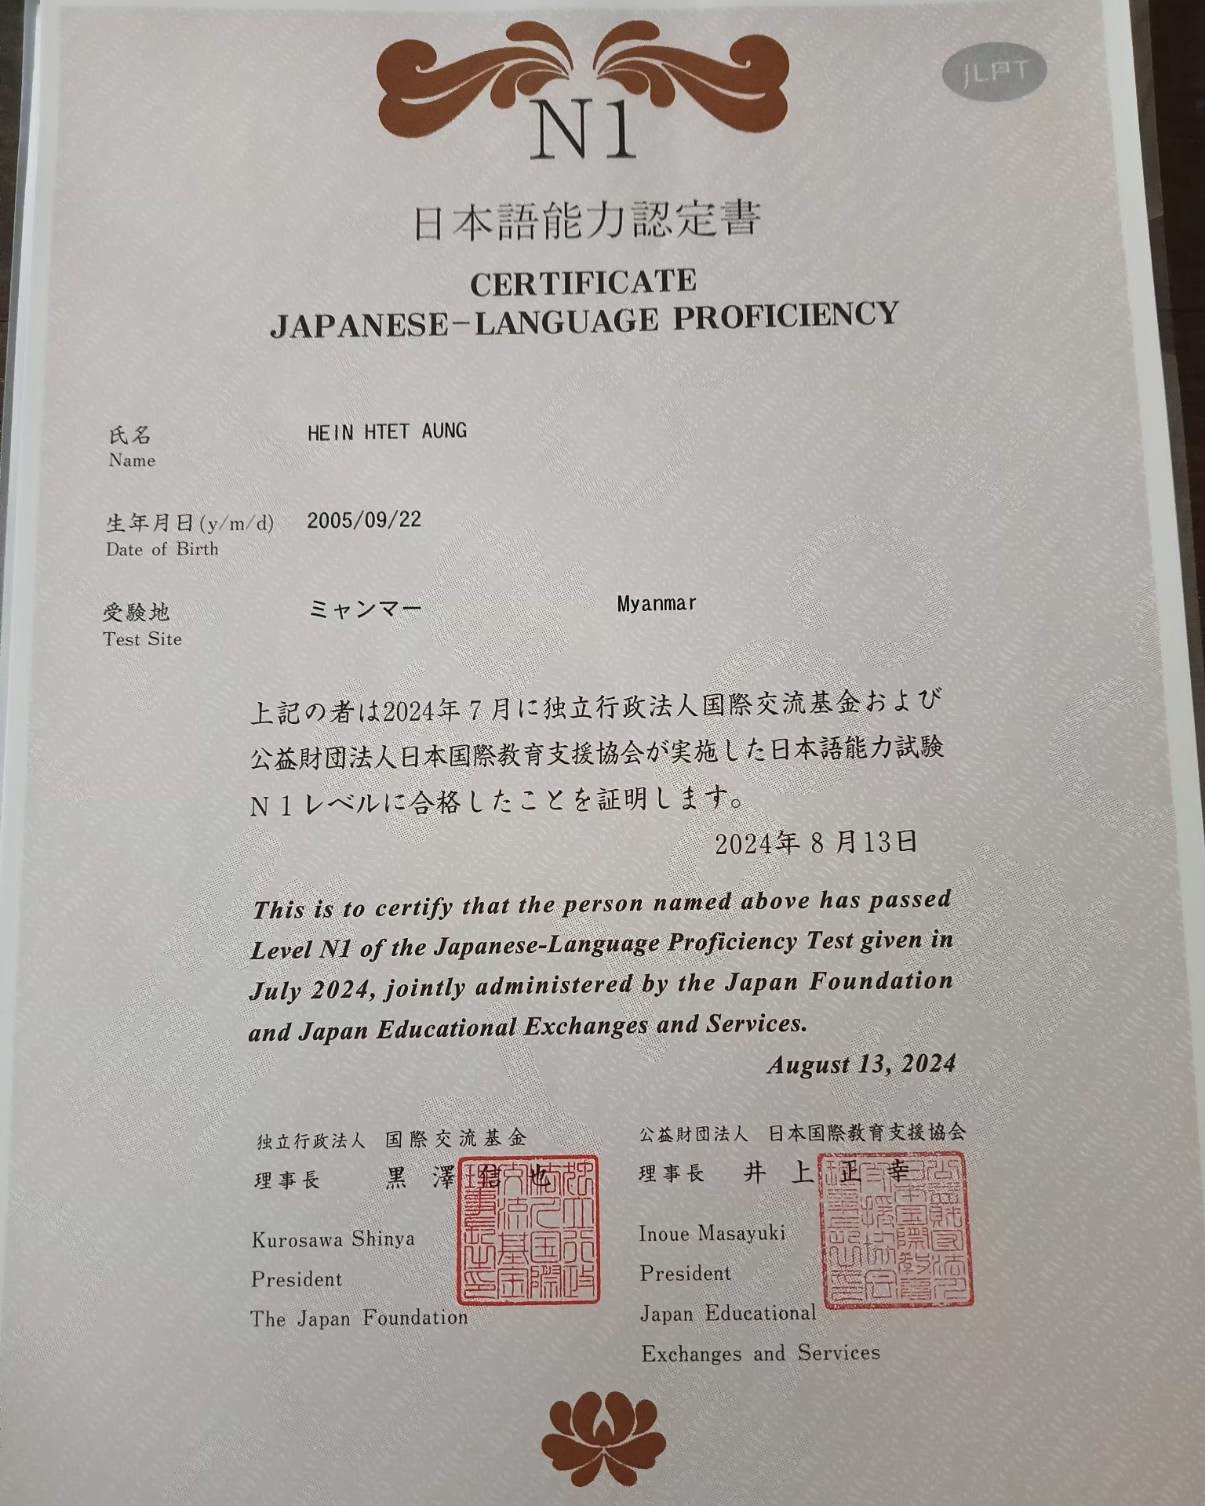 JLPT
N1
日本語能力認定書
CERTIFICATE
JAPANESE-LANGUAGE PROFICIENCY
氏名 HEIN HTET AUNG
Name
生年月日(y/m/d) 2005/09/22
Date of Birth
受験地 ミャンマー Myanmar
Test Site
上記の者は2024年7月に独立行政法人国際交流基金および
公益財団法人日本国際教育支援協会が実施した日本語能力試験
N1レベルに合格したことを証明します。
2024年8月13日
This is to certify that the person named above has passed
Level N1 of the Japanese-Language Proficiency Test given in
July 2024, jointly administered by the Japan Foundation
and Japan Educational Exchanges and Services.
August 13, 2024
独立行政法人 国際交流基金
理事長 黒澤信也
Kurosawa Shinya
President
The Japan Foundation
公益財団法人 日本国際教育支援協会
理事長 井上正幸
Inoue Masayuki
President
Japan Educational
Exchanges and Services